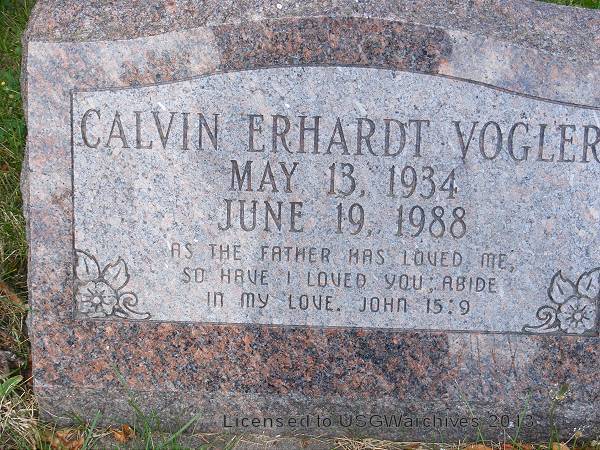 CALVIN ERHARDT VOGLER
MAY 13, 1934
JUNE 19, 1988
AS THE FATHER HAS LOVED ME,
SO HAVE I LOVED YOU; ABIDE
IN MY LOVE. JOHN 15:9
Licensed to USGWarchives 2013